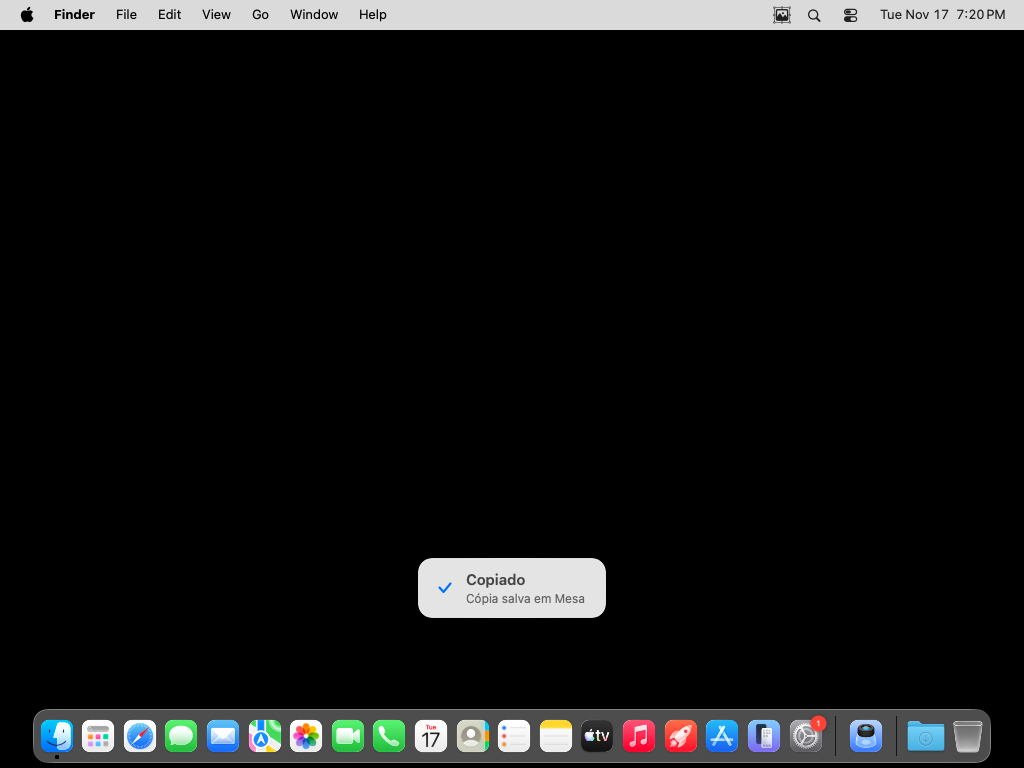 Finder File Edit View Go Window Help Tue Nov 17 7:20 PM
Copiado
Cópia salva em Mesa
Tue
17
tv
1